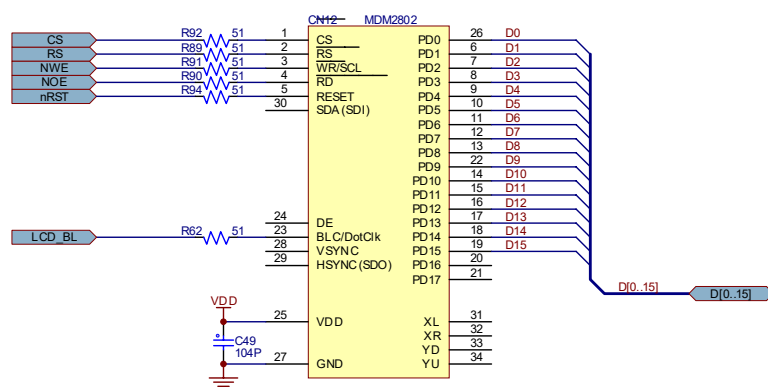 CN12 MDM2802
CS R92 51 1 CS PD0 26 D0
RS R89 51 2 RS PD1 6 D1
NWE R91 51 3 WR/SCL PD2 7 D2
NOE R90 51 4 RD PD3 8 D3
nRST R94 51 5 RESET PD4 9 D4
30 SDA(SDI) PD5 10 D5
PD6 11 D6
PD7 12 D7
PD8 13 D8
PD9 22 D9
PD10 14 D10
PD11 15 D11
PD12 16 D12
24 DE PD13 17 D13
LCD_BL R62 51 23 BLC/DotClk PD14 18 D14
28 VSYNC PD15 19 D15
29 HSYNC(SDO) PD16 20
PD17 21
D[0..15] D[0..15]
VDD
25 VDD XL 31
XR 32
C49 YD 33
104P
27 GND YU 34